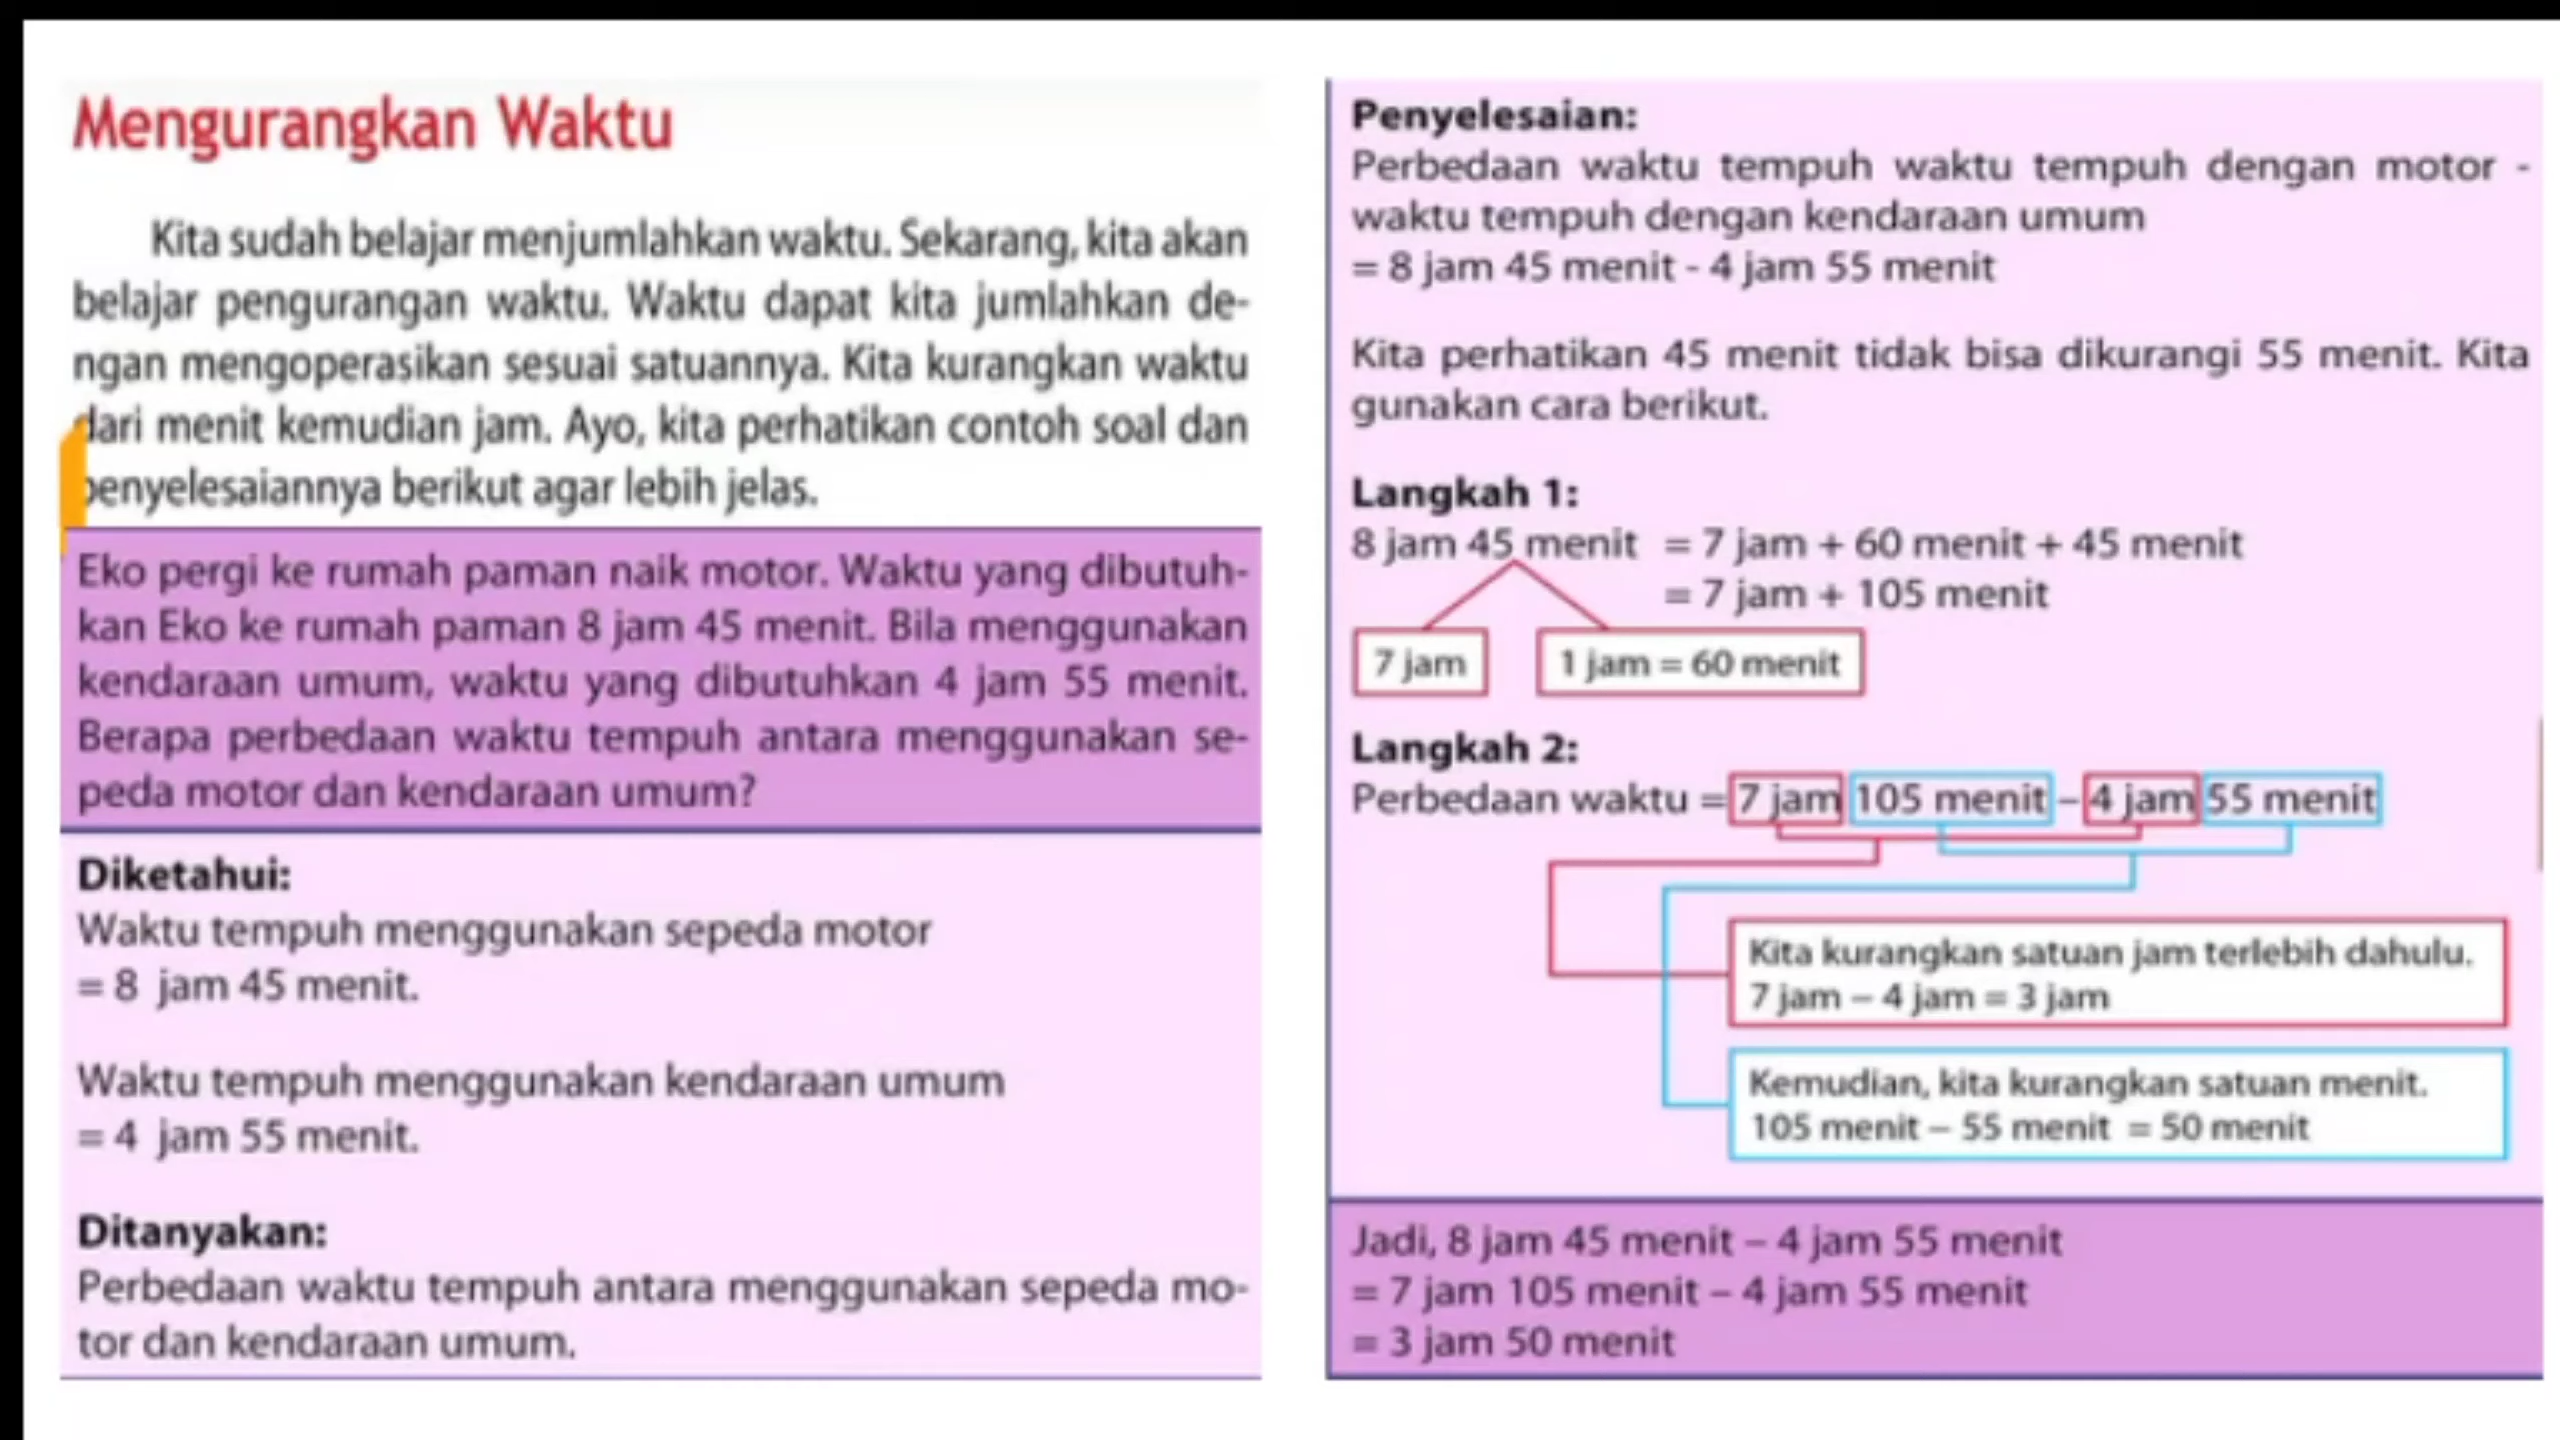 Mengurangkan Waktu
Kita sudah belajar menjumlahkan waktu. Sekarang, kita akan
belajar pengurangan waktu. Waktu dapat kita jumlahkan de-
ngan mengoperasikan sesuai satuannya. Kita kurangkan waktu
dari menit kemudian jam. Ayo, kita perhatikan contoh soal dan
penyelesaiannya berikut agar lebih jelas.
Eko pergi ke rumah paman naik motor. Waktu yang dibutuh-
kan Eko ke rumah paman 8 jam 45 menit. Bila menggunakan
kendaraan umum, waktu yang dibutuhkan 4 jam 55 menit.
Berapa perbedaan waktu tempuh antara menggunakan se-
peda motor dan kendaraan umum?
Diketahui:
Waktu tempuh menggunakan sepeda motor
= 8 jam 45 menit.
Waktu tempuh menggunakan kendaraan umum
= 4 jam 55 menit.
Ditanyakan:
Perbedaan waktu tempuh antara menggunakan sepeda mo-
tor dan kendaraan umum.
Penyelesaian:
Perbedaan waktu tempuh waktu tempuh dengan motor -
waktu tempuh dengan kendaraan umum
= 8 jam 45 menit - 4 jam 55 menit
Kita perhatikan 45 menit tidak bisa dikurangi 55 menit. Kita
gunakan cara berikut.
Langkah 1:
8 jam 45 menit = 7 jam + 60 menit + 45 menit
= 7 jam + 105 menit
7 jam 1 jam = 60 menit
Langkah 2:
Perbedaan waktu = 7 jam 105 menit – 4 jam 55 menit
Kita kurangkan satuan jam terlebih dahulu.
7 jam – 4 jam = 3 jam
Kemudian, kita kurangkan satuan menit.
105 menit – 55 menit = 50 menit
Jadi, 8 jam 45 menit – 4 jam 55 menit
= 7 jam 105 menit – 4 jam 55 menit
= 3 jam 50 menit